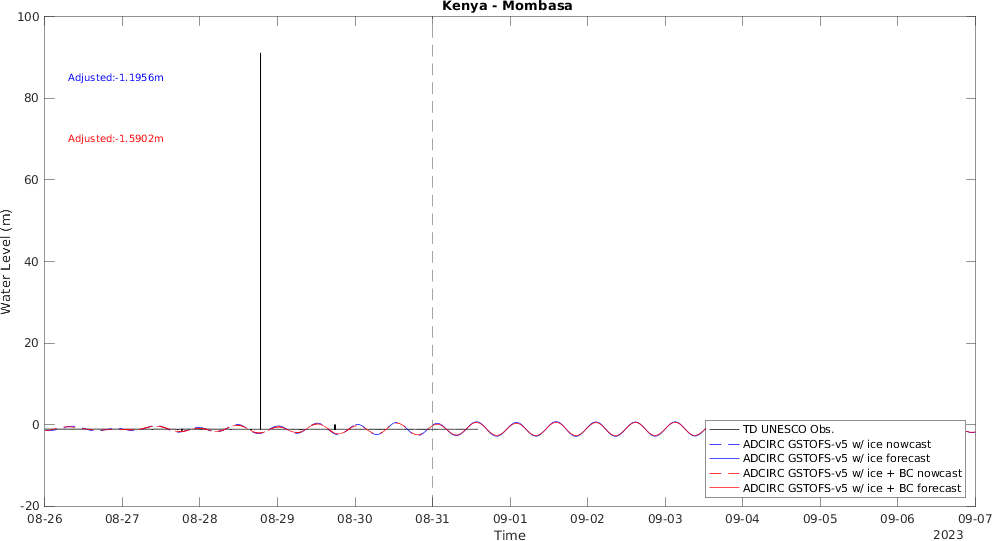 Kenya - Mombasa
100
80
60
40
20
0
-20
Water Level (m)
Adjusted:-1.1956m
Adjusted:-1.5902m
TD UNESCO Obs.
ADCIRC GSTOFS-v5 w/ ice nowcast
ADCIRC GSTOFS-v5 w/ ice forecast
ADCIRC GSTOFS-v5 w/ ice + BC nowcast
ADCIRC GSTOFS-v5 w/ ice + BC forecast
08-26 08-27 08-28 08-29 08-30 08-31 09-01 09-02 09-03 09-04 09-05 09-06 09-07
Time
2023